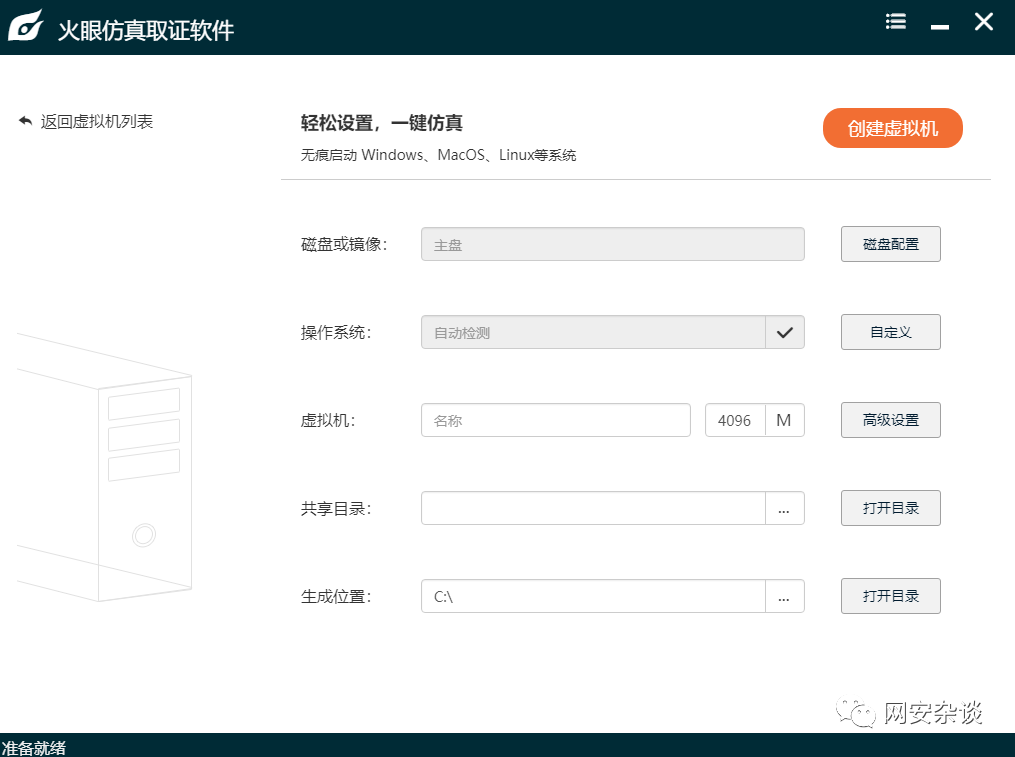 火眼仿真取证软件
返回虚拟机列表
轻松设置，一键仿真
创建虚拟机
无痕启动 Windows、MacOS、Linux等系统
磁盘或镜像： 主盘 磁盘配置
操作系统： 自动检测 自定义
虚拟机： 名称 4096 M 高级设置
共享目录： ... 打开目录
生成位置： C:\ ... 打开目录
网安杂谈
准备就绪